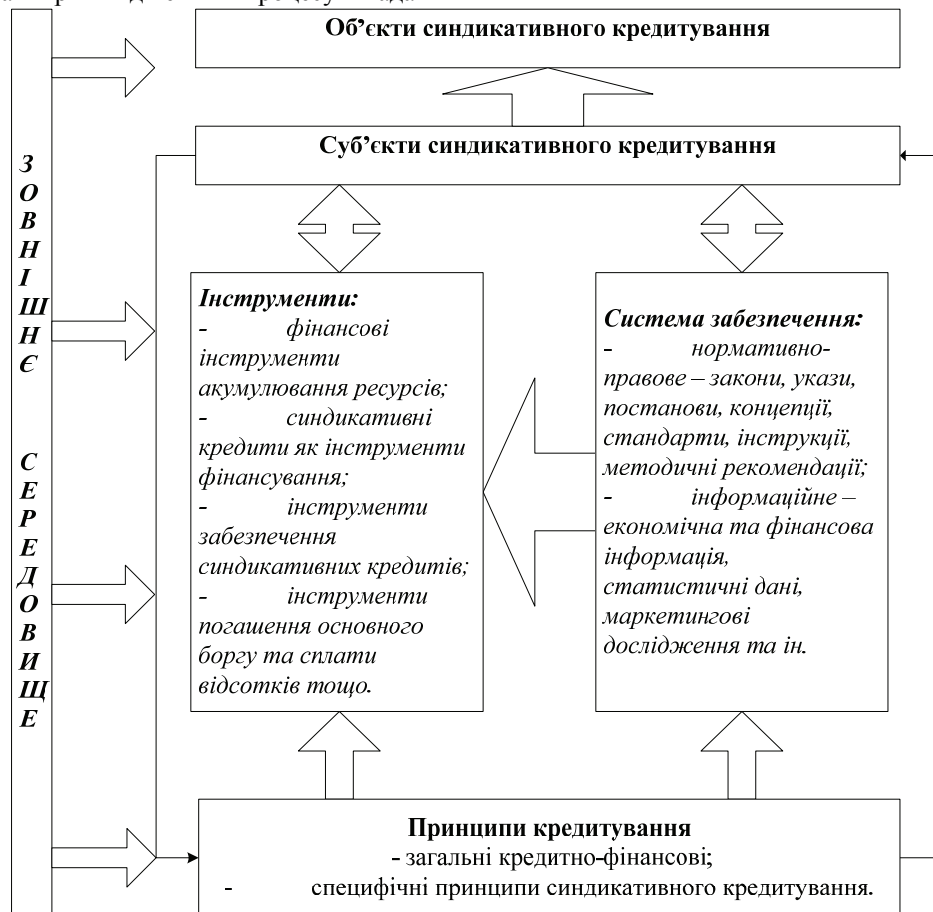 Об’єкти синдикативного кредитування
Суб’єкти синдикативного кредитування
ЗОВНІШНЄ
СЕРЕДОВИЩЕ
Інструменти:
- фінансові
інструменти
акумулювання ресурсів;
- синдикативні
кредити як інструменти
фінансування;
- інструменти
забезпечення
синдикативних кредитів;
- інструменти
погашення основного
боргу та сплати
відсотків тощо.
Система забезпечення:
- нормативно-
правове – закони, укази,
постанови, концепції,
стандарти, інструкції,
методичні рекомендації;
- інформаційне –
економічна та фінансова
інформація,
статистичні дані,
маркетингові
дослідження та ін.
Принципи кредитування
- загальні кредитно-фінансові;
- специфічні принципи синдикативного кредитування.